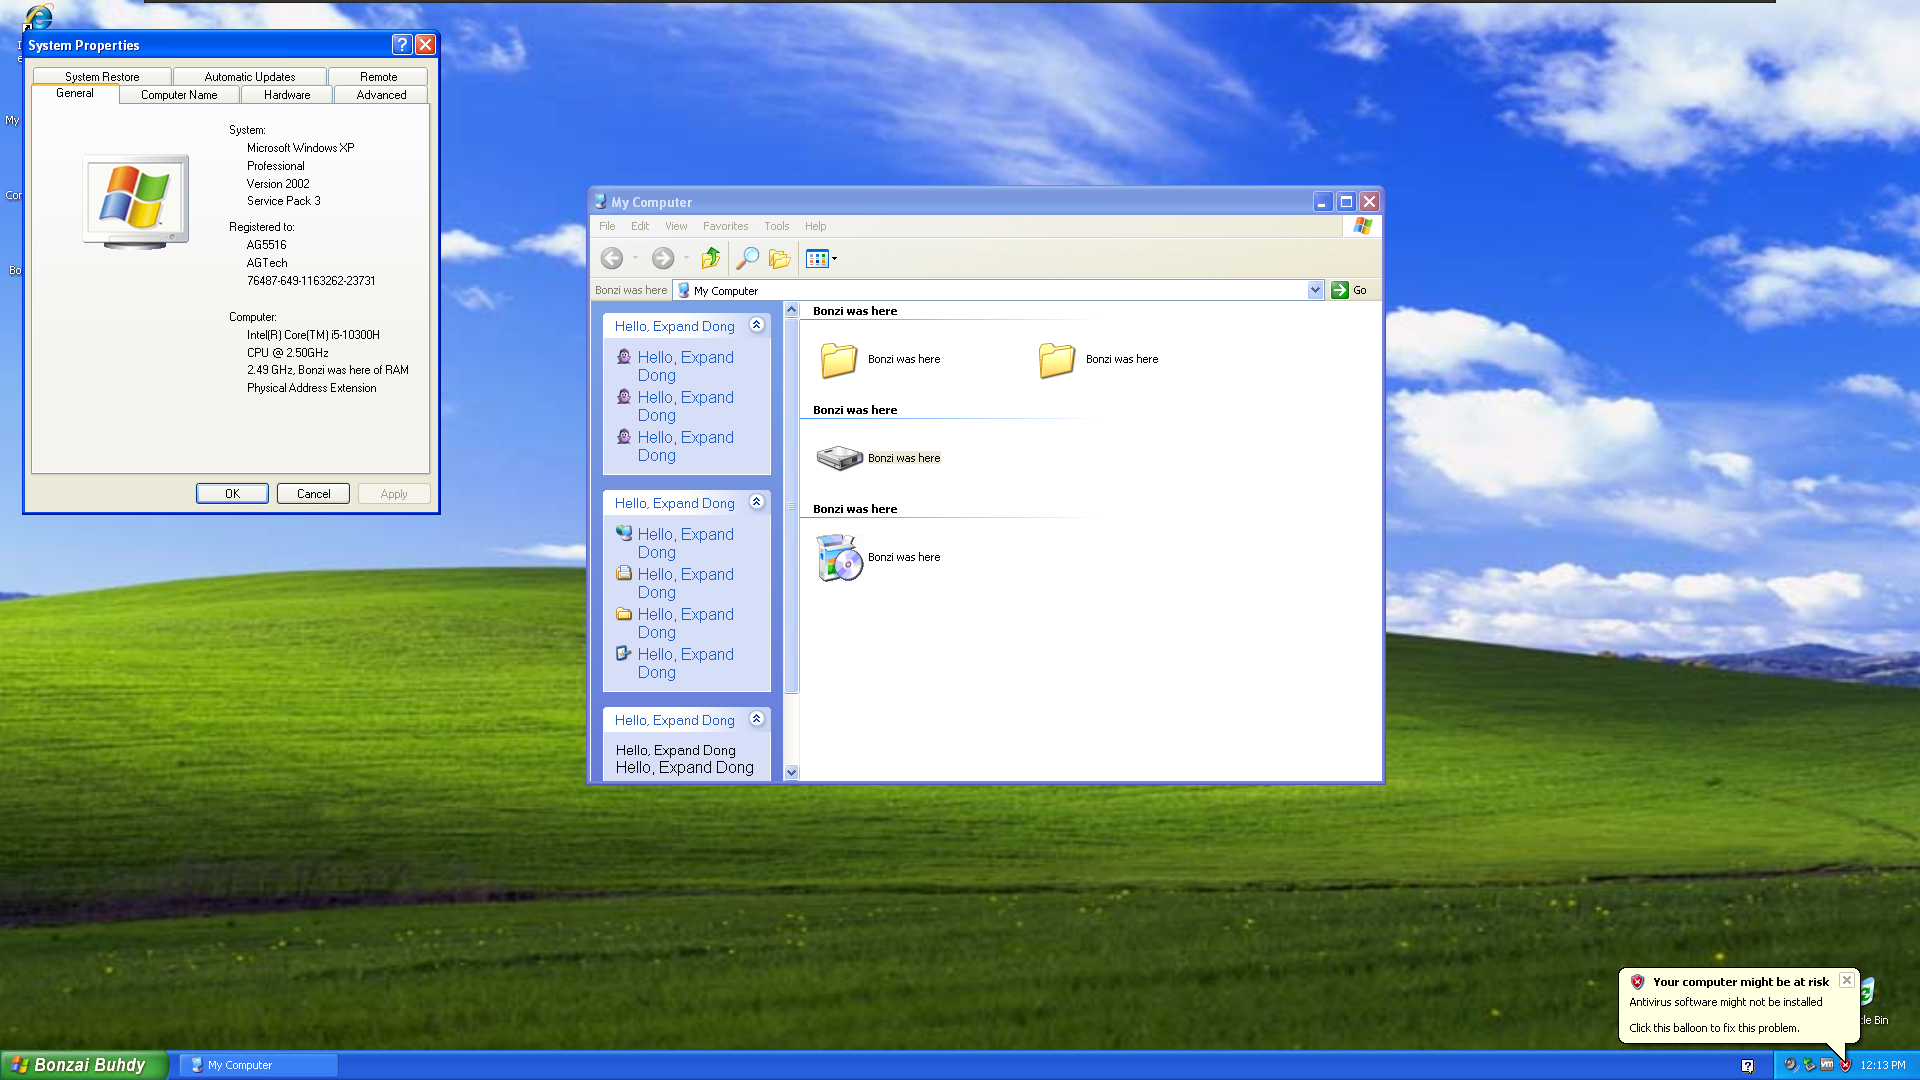 I
e
My
Cor
Bo
System Properties
System Restore
Automatic Updates
Remote
General
Computer Name
Hardware
Advanced
System:
Microsoft Windows XP
Professional
Version 2002
Service Pack 3
Registered to:
AG5516
AGTech
76487-649-1163262-23731
Computer:
Intel(R) Core(TM) i5-10300H
CPU @ 2.50GHz
2.49 GHz, Bonzi was here of RAM
Physical Address Extension
OK
Cancel
Apply
My Computer
File
Edit
View
Favorites
Tools
Help
Bonzi was here
My Computer
Go
Hello, Expand Dong
Hello, Expand
Dong
Hello, Expand
Dong
Hello, Expand
Dong
Hello, Expand Dong
Hello, Expand
Dong
Hello, Expand
Dong
Hello, Expand
Dong
Hello, Expand
Dong
Hello, Expand Dong
Hello, Expand Dong
Hello, Expand Dong
Bonzi was here
Bonzi was here
Bonzi was here
Bonzi was here
Bonzi was here
Bonzi was here
Bonzi was here
Your computer might be at risk
Antivirus software might not be installed
Click this balloon to fix this problem.
cle Bin
Bonzai Buhdy
My Computer
12:13 PM